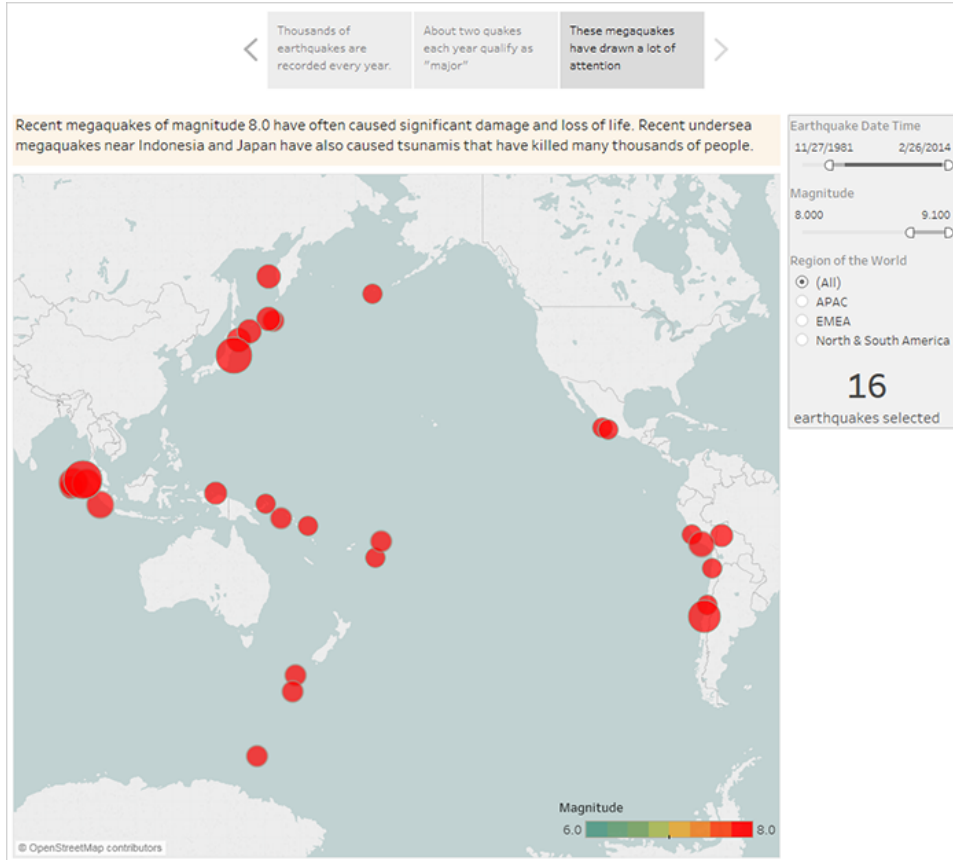 Thousands of
earthquakes are
recorded every year.
About two quakes
each year qualify as
"major"
These megaquakes
have drawn a lot of
attention
Recent megaquakes of magnitude 8.0 have often caused significant damage and loss of life. Recent undersea
megaquakes near Indonesia and Japan have also caused tsunamis that have killed many thousands of people.
Earthquake Date Time
11/27/1981 2/26/2014
Magnitude
8.000 9.100
Region of the World
(All)
APAC
EMEA
North & South America
16
earthquakes selected
Magnitude
6.0 8.0
© OpenStreetMap contributors